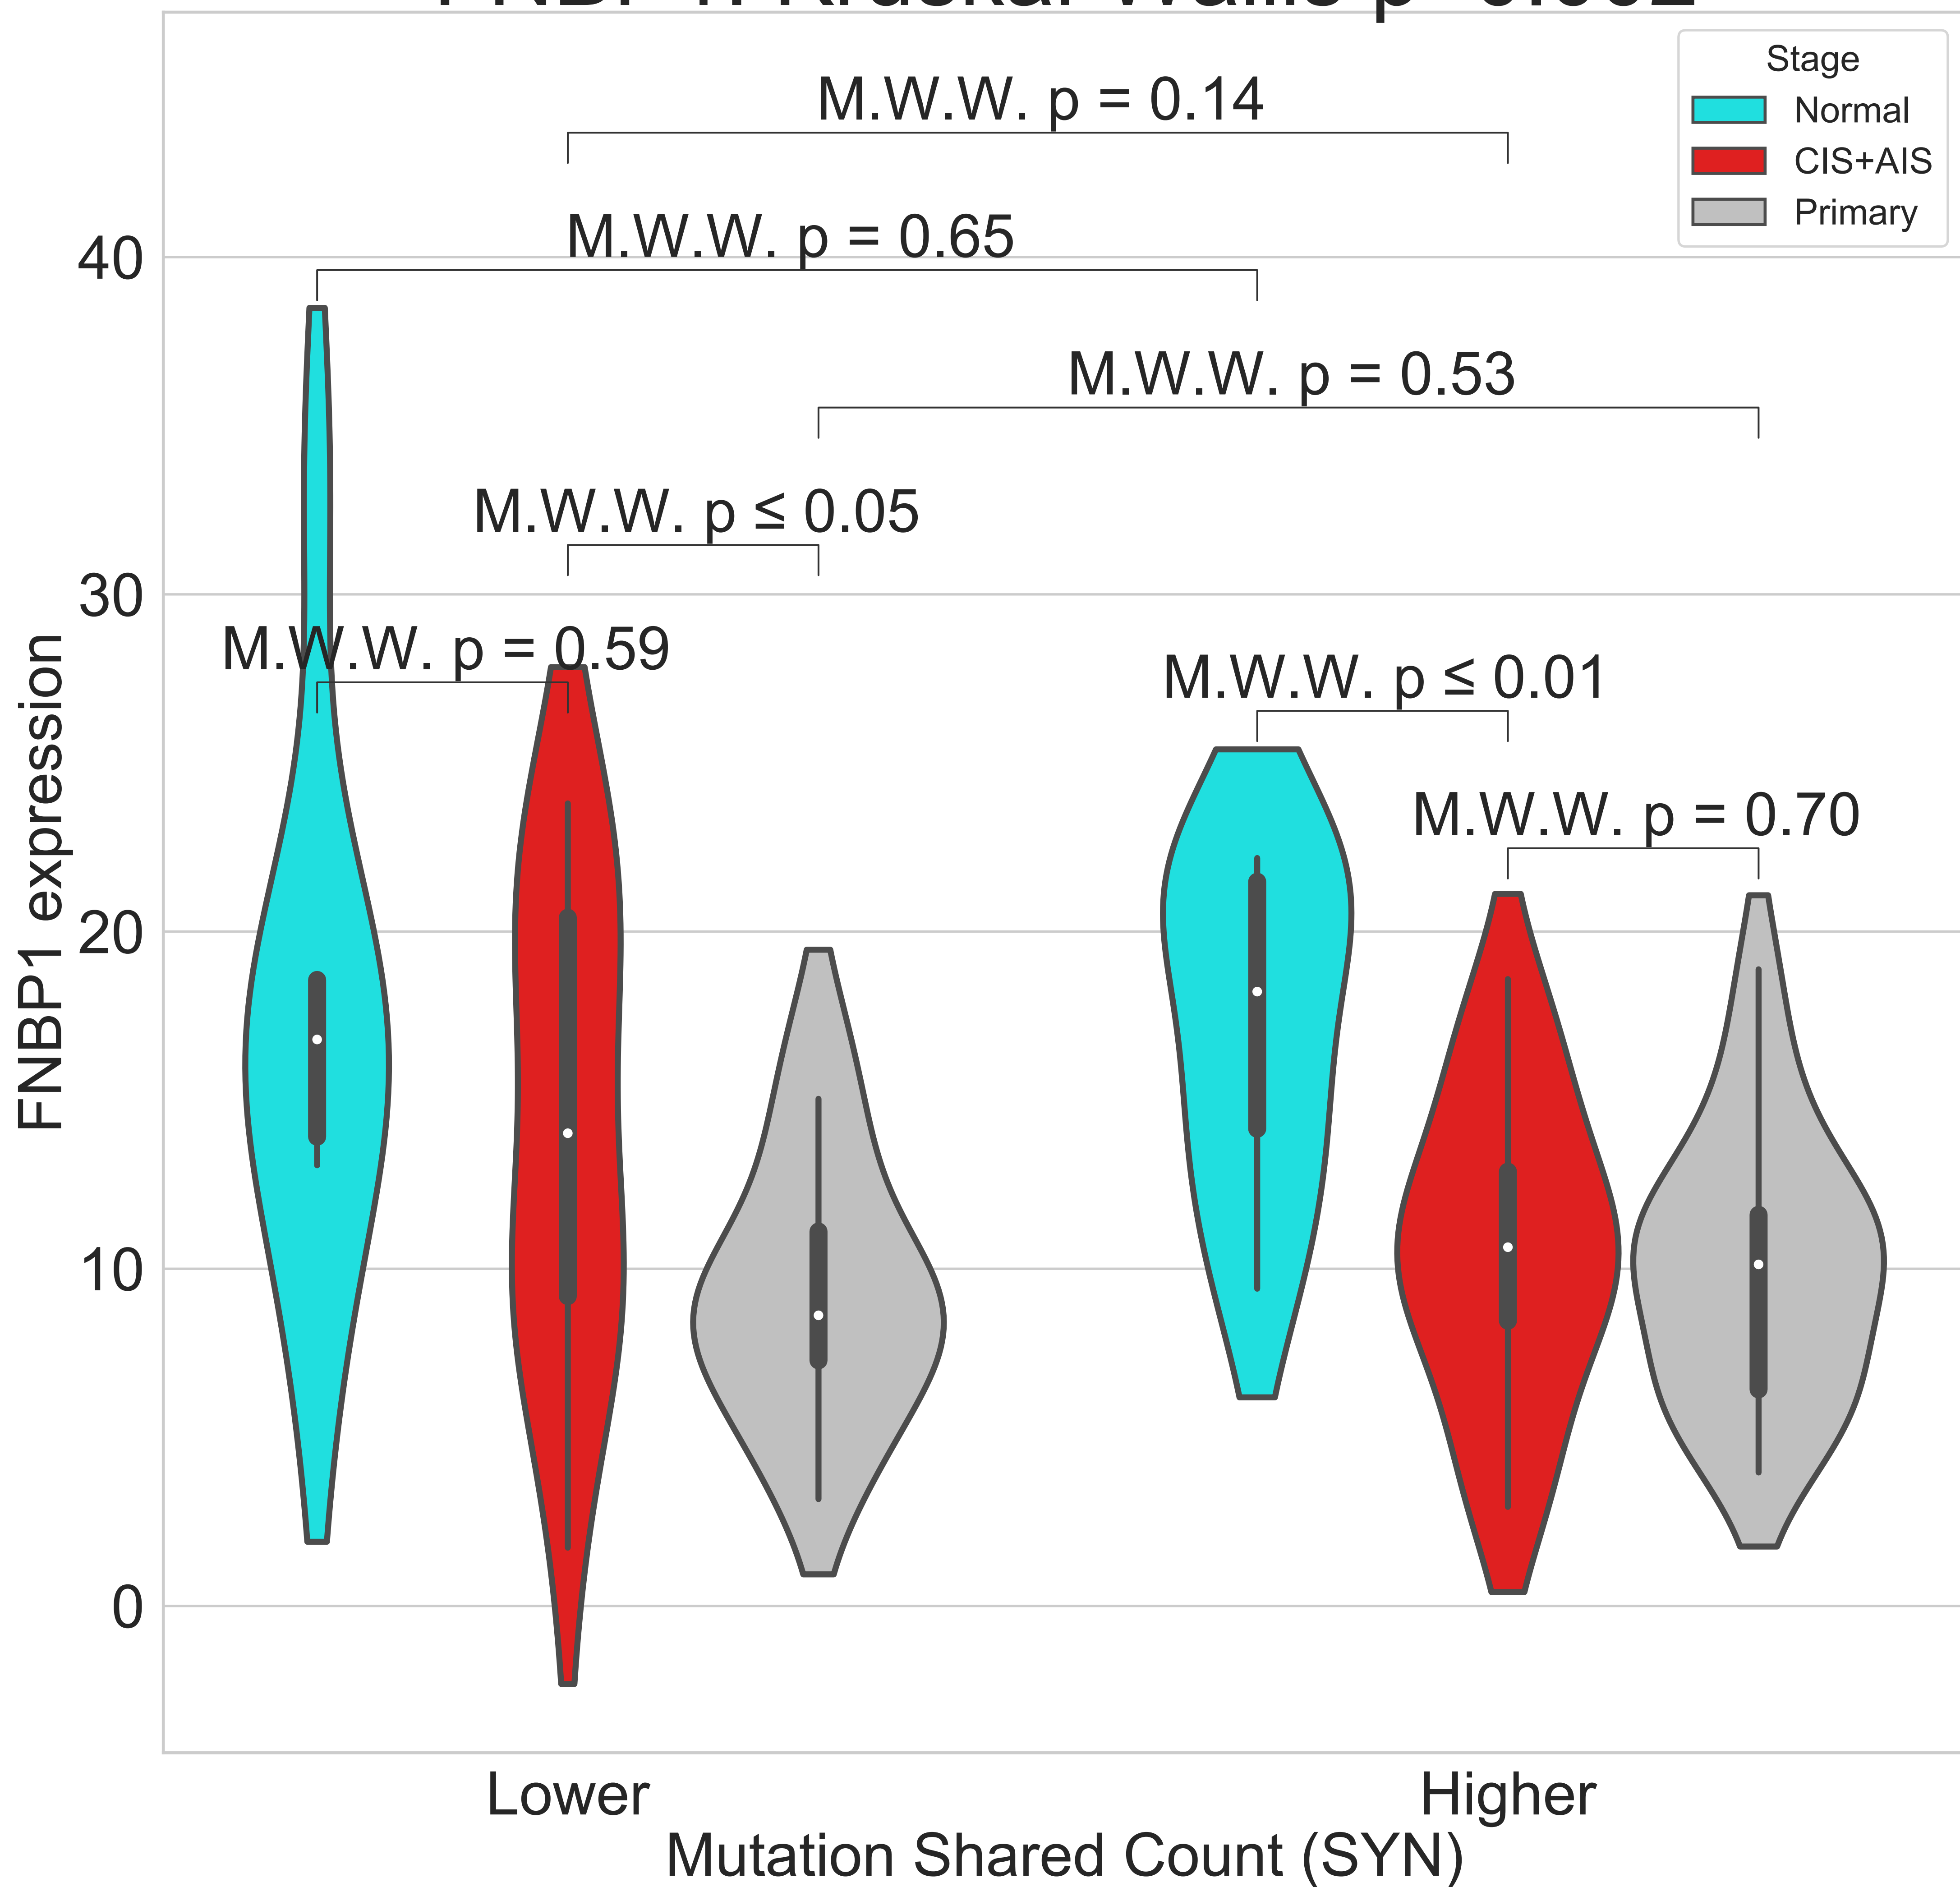 Stage
Normal
CIS+AIS
Primary
M.W.W. p = 0.14
M.W.W. p = 0.65
M.W.W. p = 0.53
M.W.W. p ≤ 0.05
M.W.W. p = 0.59
M.W.W. p ≤ 0.01
M.W.W. p = 0.70
40
30
20
10
0
FNBP1 expression
Lower
Higher
Mutation Shared Count (SYN)